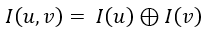 I(u, v) = I(u) ⊕ I(v)